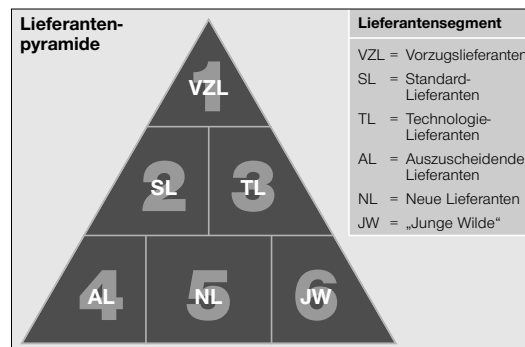 Lieferanten-
pyramide
1
VZL
2
SL
3
TL
4
AL
5
NL
6
JW
Lieferantensegment
VZL = Vorzugslieferanten
SL = Standard-
Lieferanten
TL = Technologie-
Lieferanten
AL = Auszuscheidende
Lieferanten
NL = Neue Lieferanten
JW = „Junge Wilde“